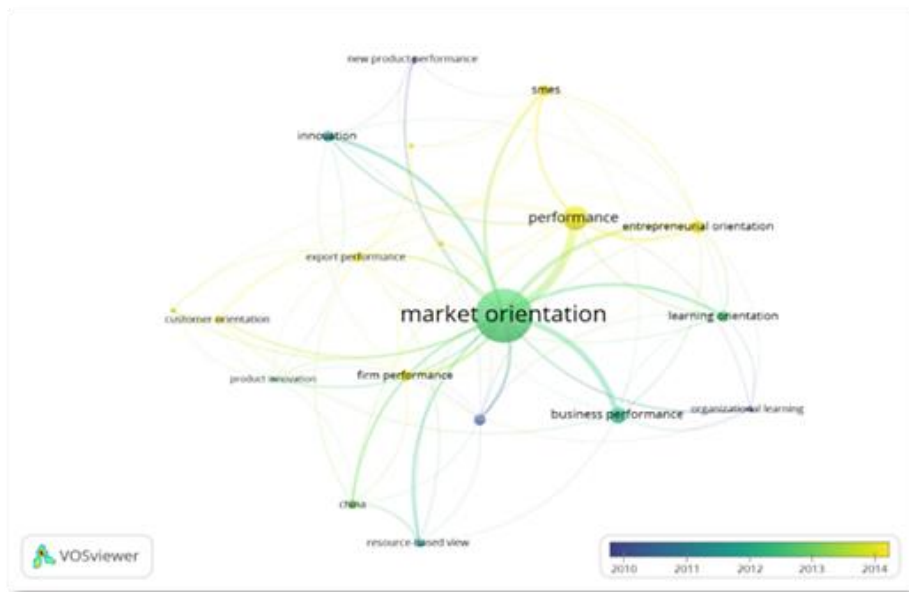 new product performance
smes
innovation
performance
entrepreneurial orientation
export performance
market orientation
learning orientation
customer orientation
product innovation
firm performance
organizational learning
business performance
china
resource-based view
VOSviewer
2010
2011
2012
2013
2014